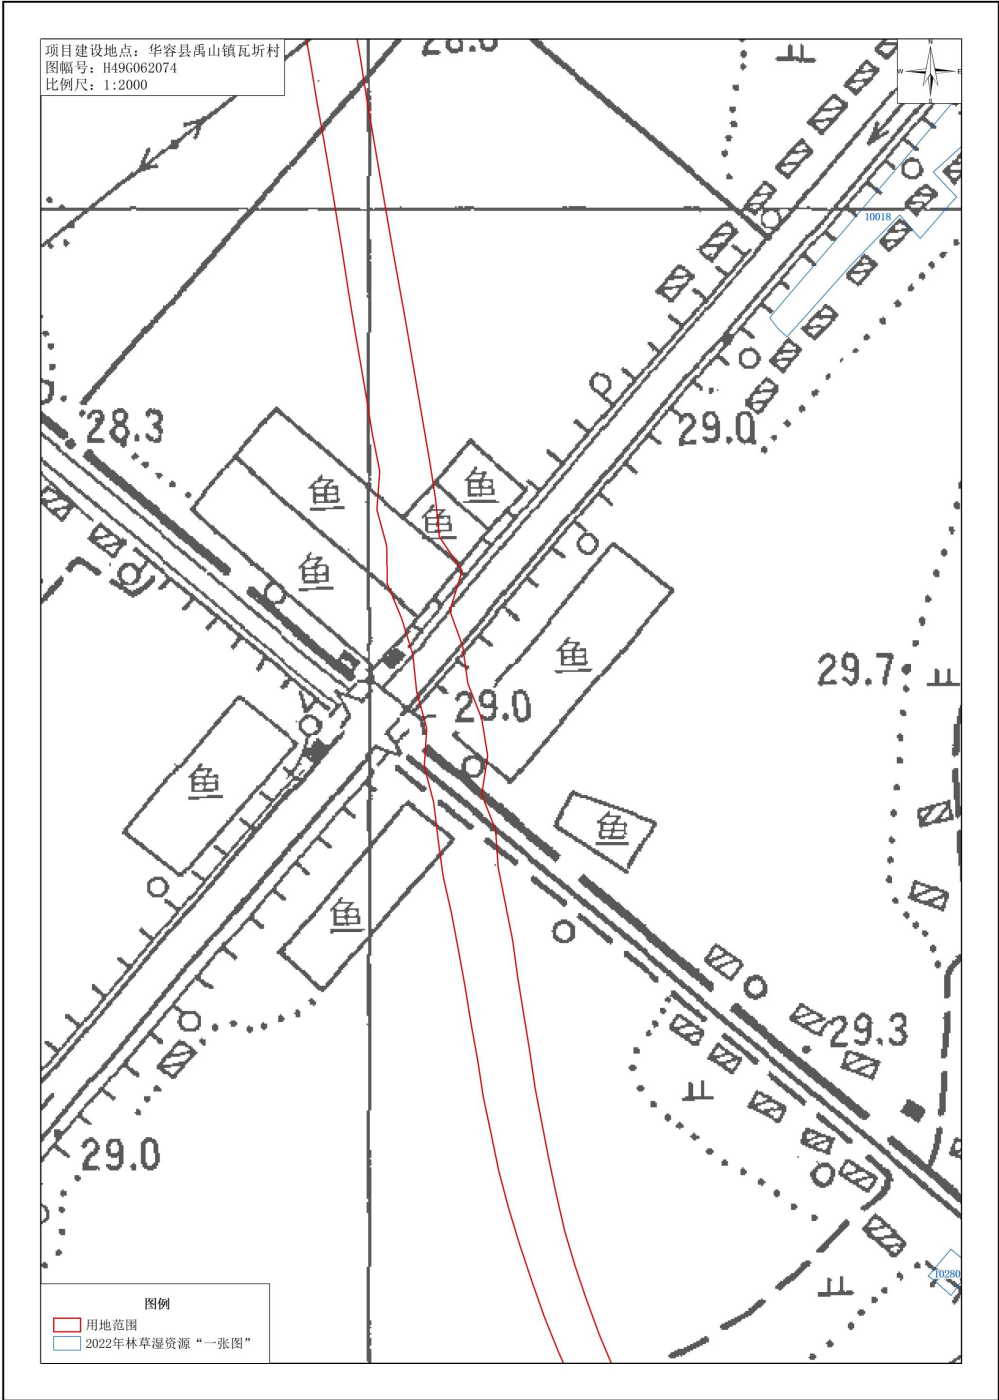 项目建设地点：华容县禹山镇瓦圻村
图幅号：H49G062074
比例尺：1:2000
N
W
E
S
10018
28.3
29.0
鱼
鱼
鱼
鱼
鱼
29.7
29.0
鱼
鱼
鱼
29.3
29.0
10280
图例
用地范围
2022年林草湿资源“一张图”